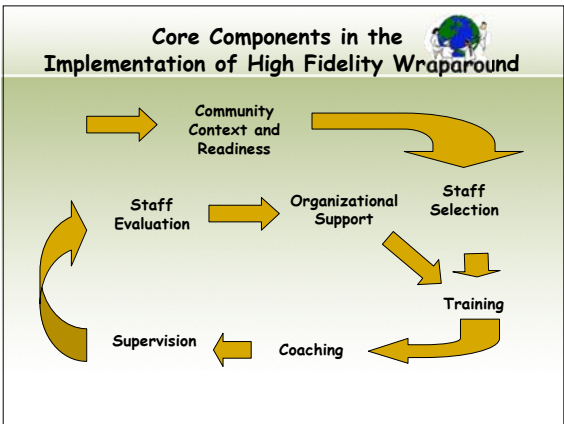 Core Components in the
Implementation of High Fidelity Wraparound
Community
Context and
Readiness
Staff
Selection
Organizational
Support
Staff
Evaluation
Training
Coaching
Supervision